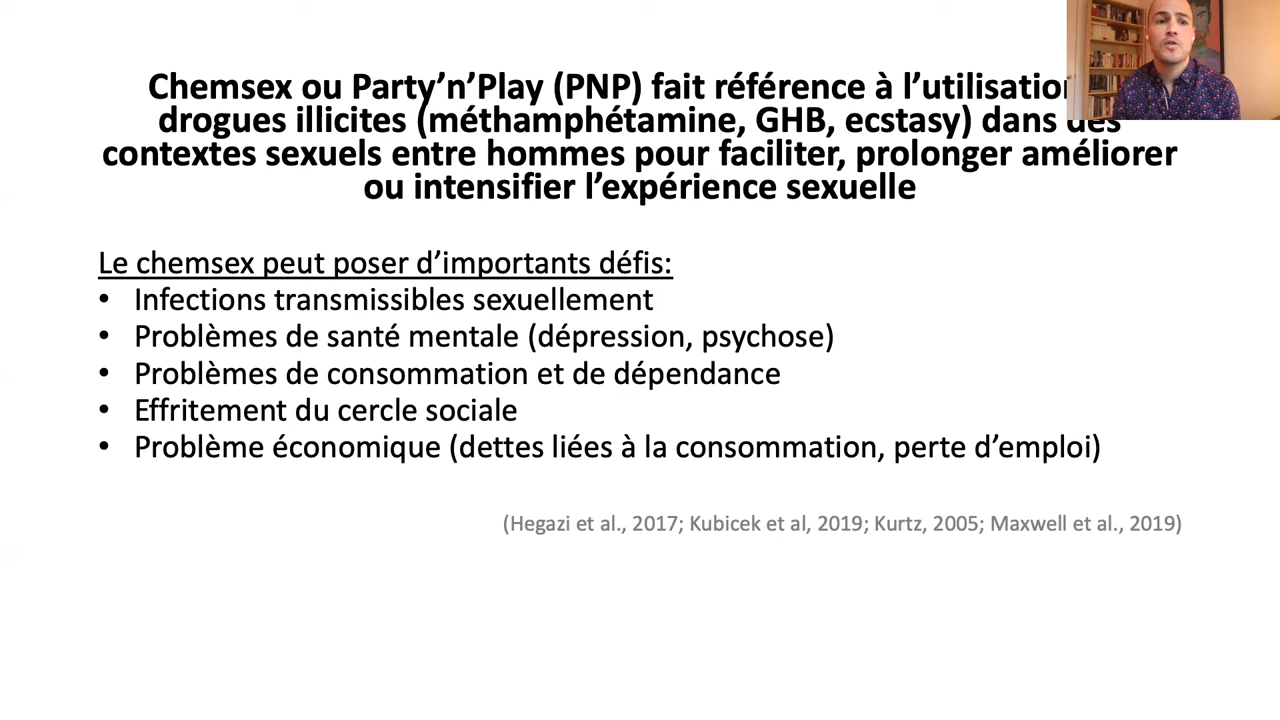 Chemsex ou Party’n’Play (PNP) fait référence à l’utilisation
drogues illicites (méthamphétamine, GHB, ecstasy) dans des
contextes sexuels entre hommes pour faciliter, prolonger améliorer
ou intensifier l’expérience sexuelle
Le chemsex peut poser d’importants défis:
• Infections transmissibles sexuellement
• Problèmes de santé mentale (dépression, psychose)
• Problèmes de consommation et de dépendance
• Effritement du cercle sociale
• Problème économique (dettes liées à la consommation, perte d’emploi)
(Hegazi et al., 2017; Kubicek et al, 2019; Kurtz, 2005; Maxwell et al., 2019)